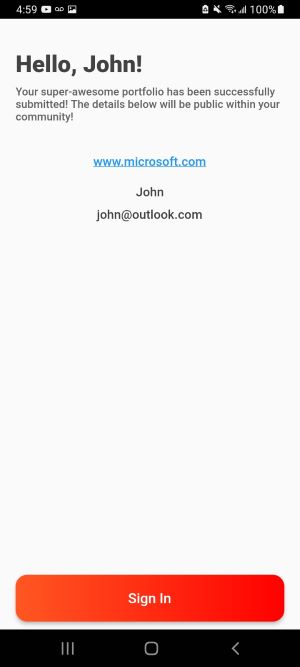 4:59
100%
Hello, John!
Your super-awesome portfolio has been successfully
submitted! The details below will be public within your
community!
www.microsoft.com
John
john@outlook.com
Sign In